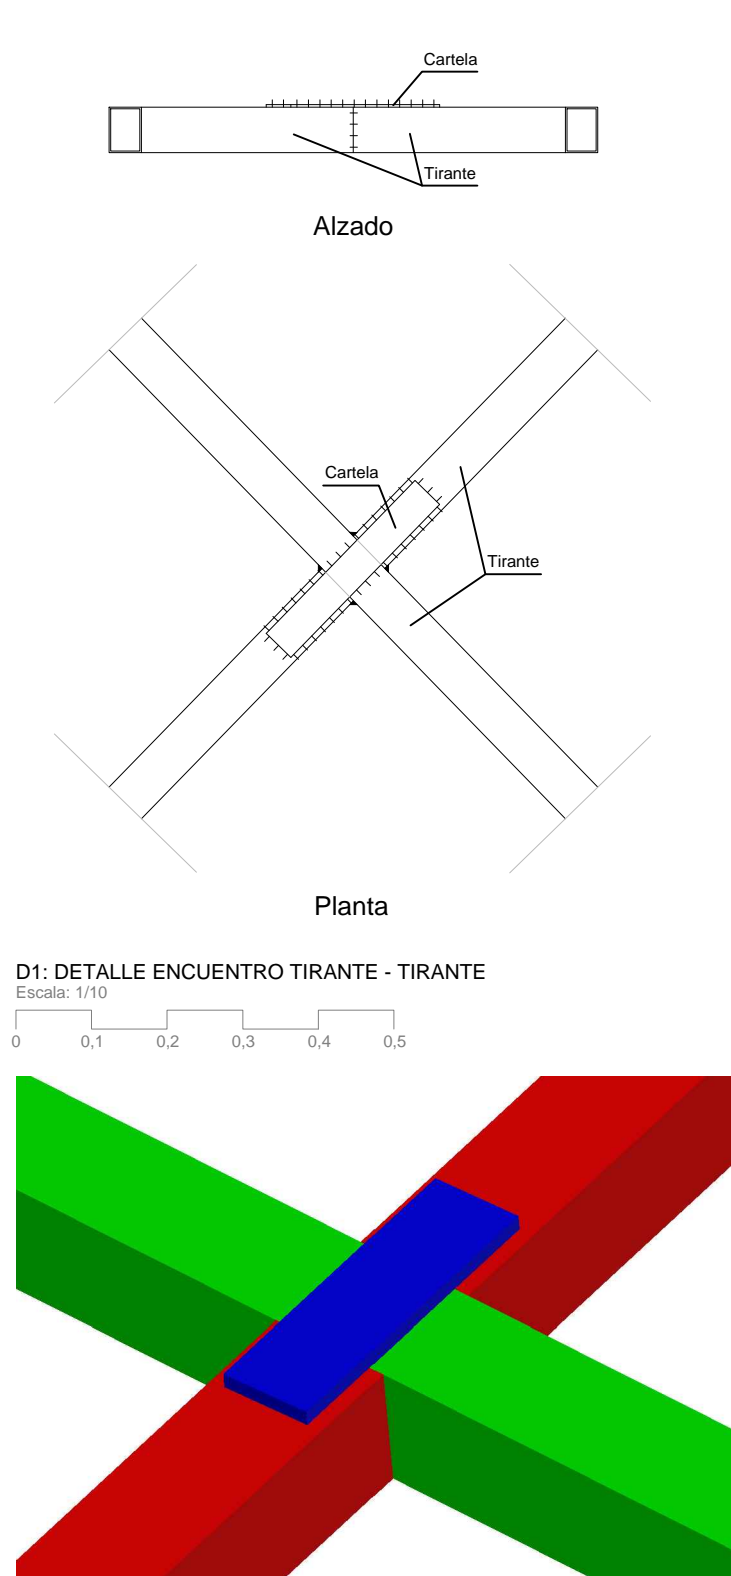 Cartela
Tirante
Alzado
Cartela
Tirante
Planta
D1: DETALLE ENCUENTRO TIRANTE - TIRANTE
Escala: 1/10
0 0,1 0,2 0,3 0,4 0,5